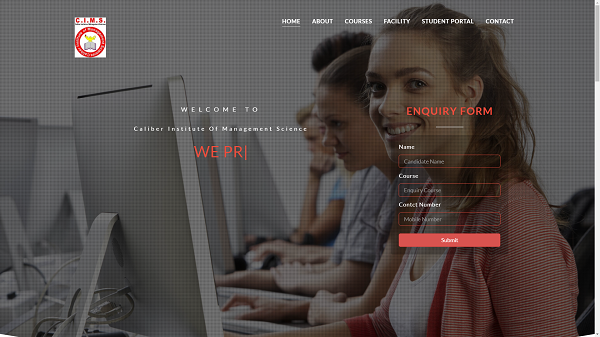 C.I.M.S.
HOME ABOUT COURSES FACILITY STUDENT PORTAL CONTACT
WELCOME TO
Caliber Institute Of Management Science
WE PR|
ENQUIRY FORM
Name
Candidate Name
Course
Enquiry Course
Contct Number
Mobile Number
Submit